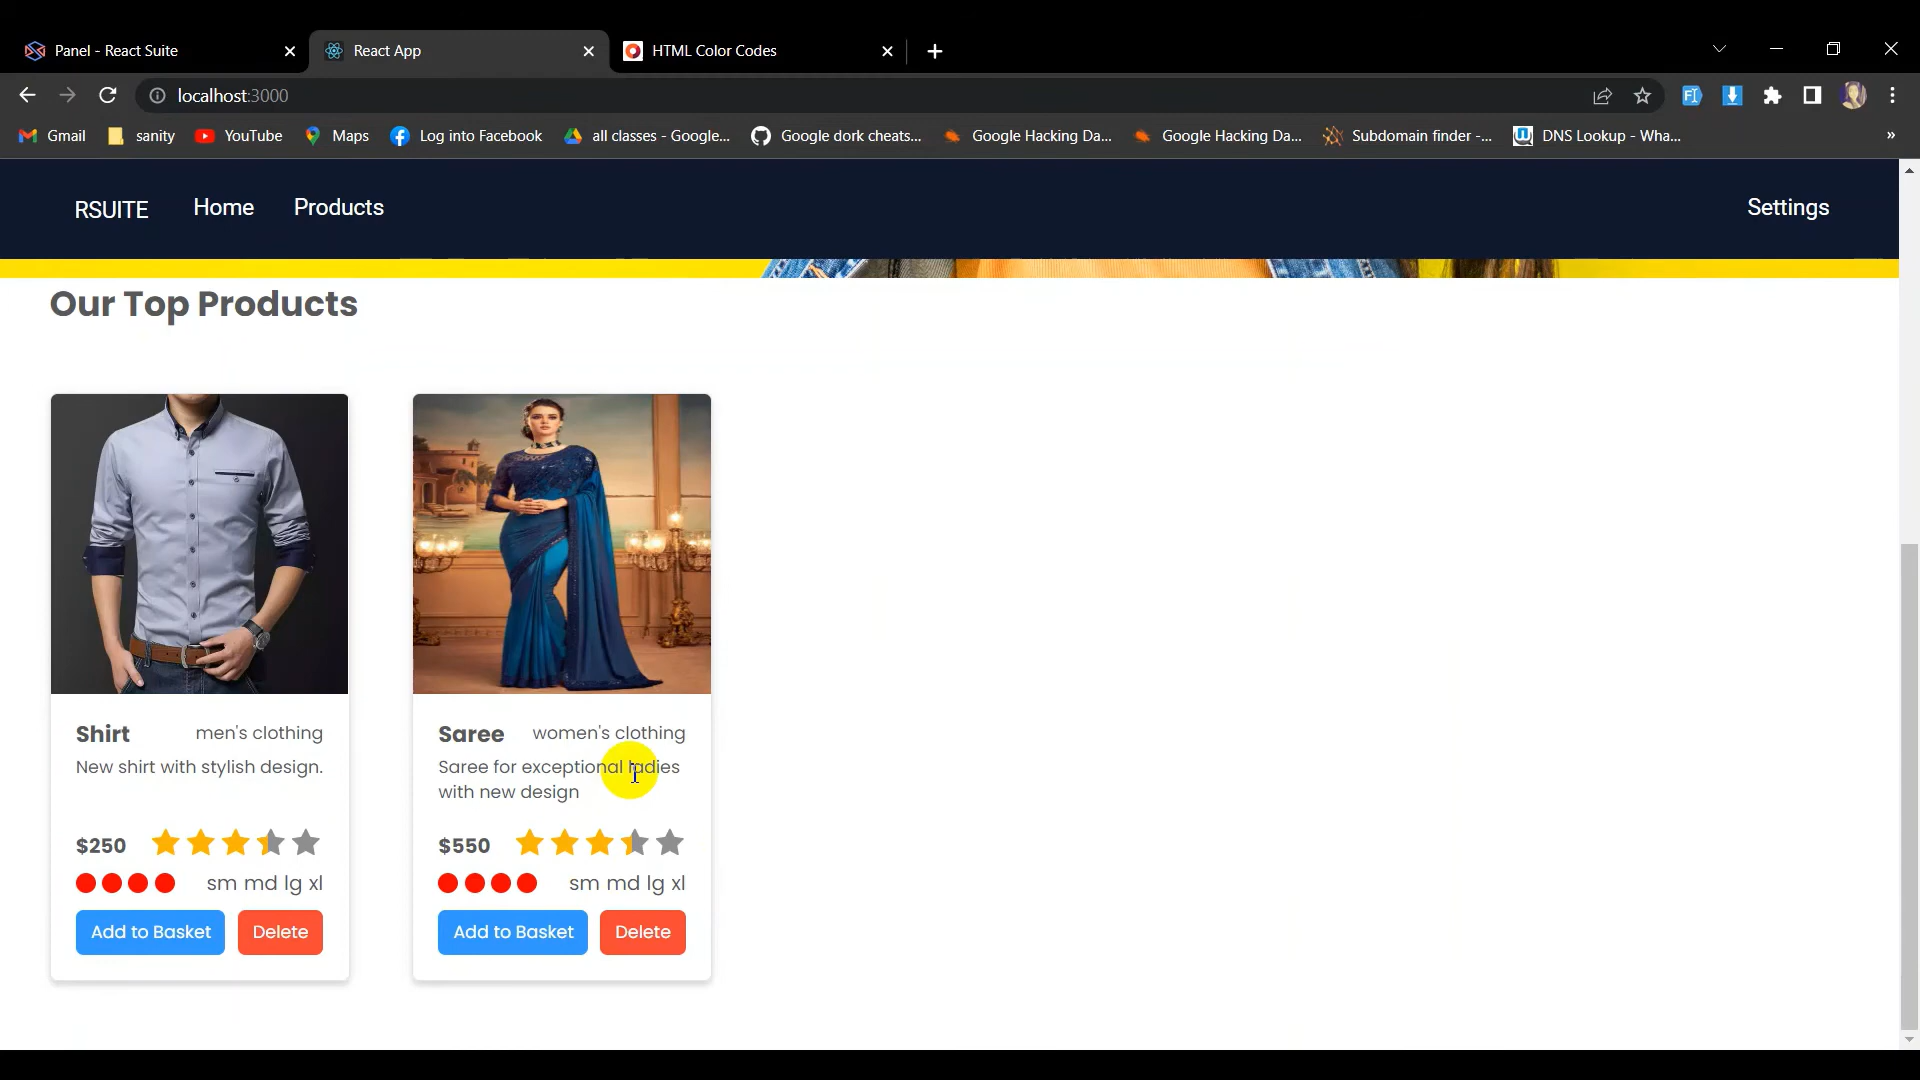 Panel - React Suite
React App
HTML Color Codes
localhost:3000
Gmail
sanity
YouTube
Maps
Log into Facebook
all classes - Google...
Google dork cheats...
Google Hacking Da...
Google Hacking Da...
Subdomain finder -...
DNS Lookup - Wha...
»
RSUITE
Home
Products
Settings
Our Top Products
Shirt
men's clothing
New shirt with stylish design.
$250
sm md lg xl
Add to Basket
Delete
Saree
women's clothing
Saree for exceptional ladies
with new design
$550
sm md lg xl
Add to Basket
Delete